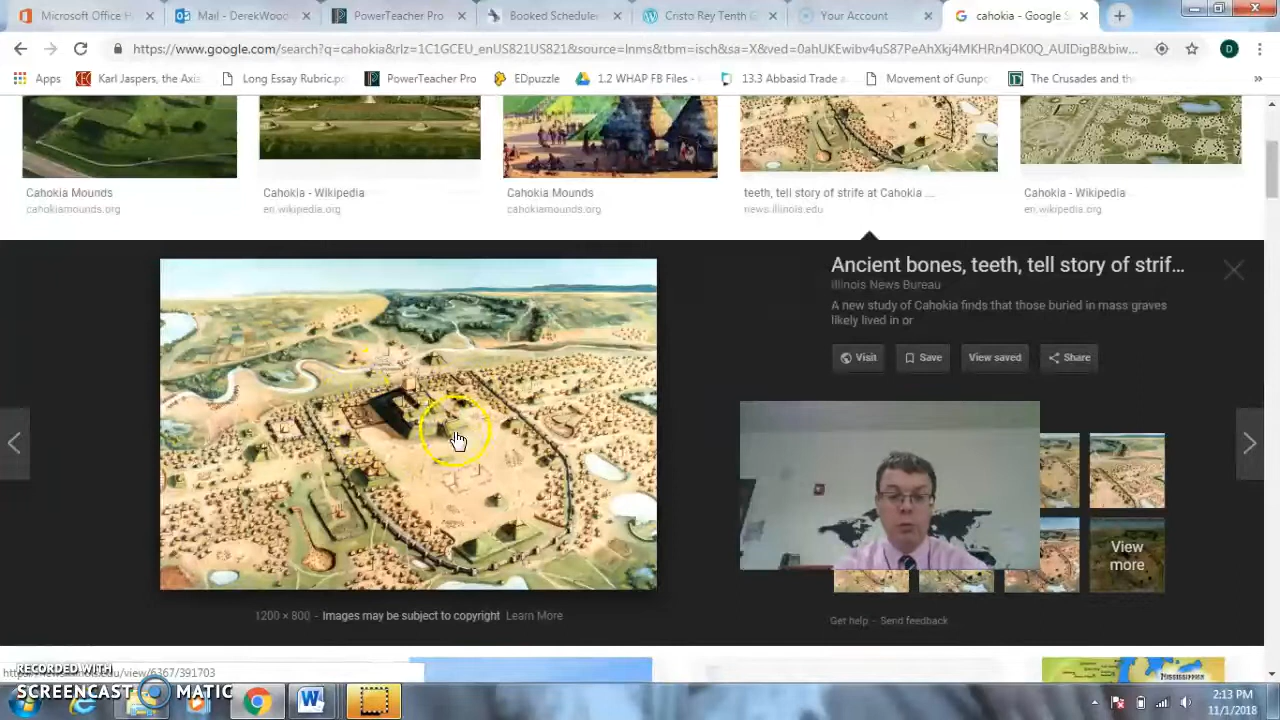 Microsoft Office H
Mail - DerekWood
PowerTeacher Pro
Booked Scheduler
Cristo Rey Tenth G
Your Account
cahokia - Google S
https://www.google.com/search?q=cahokia&rlz=1C1GCEU_enUS821US821&source=lnms&tbm=isch&sa=X&ved=0ahUKEwibv4uS87PeAhXkj4MKHRn4DK0Q_AUIDigB&biw...
D
Apps
Karl Jaspers, the Axia
Long Essay Rubric.pd
PowerTeacher Pro
EDpuzzle
1.2 WHAP FB Files -
13.3 Abbasid Trade a
Movement of Gunpo
The Crusades and the
»
Cahokia Mounds
cahokiamounds.org
Cahokia - Wikipedia
en.wikipedia.org
Cahokia Mounds
cahokiamounds.org
teeth, tell story of strife at Cahokia ...
news.illinois.edu
Cahokia - Wikipedia
en.wikipedia.org
Ancient bones, teeth, tell story of strif...
Illinois News Bureau
A new study of Cahokia finds that those buried in mass graves
likely lived in or
Visit
Save
View saved
Share
View
more
1200 × 800 - Images may be subject to copyright Learn More
Get help - Send feedback
MISSISSIPPIAN
RECORDED WITH
SCREENCAST MATIC
2:13 PM
11/1/2018